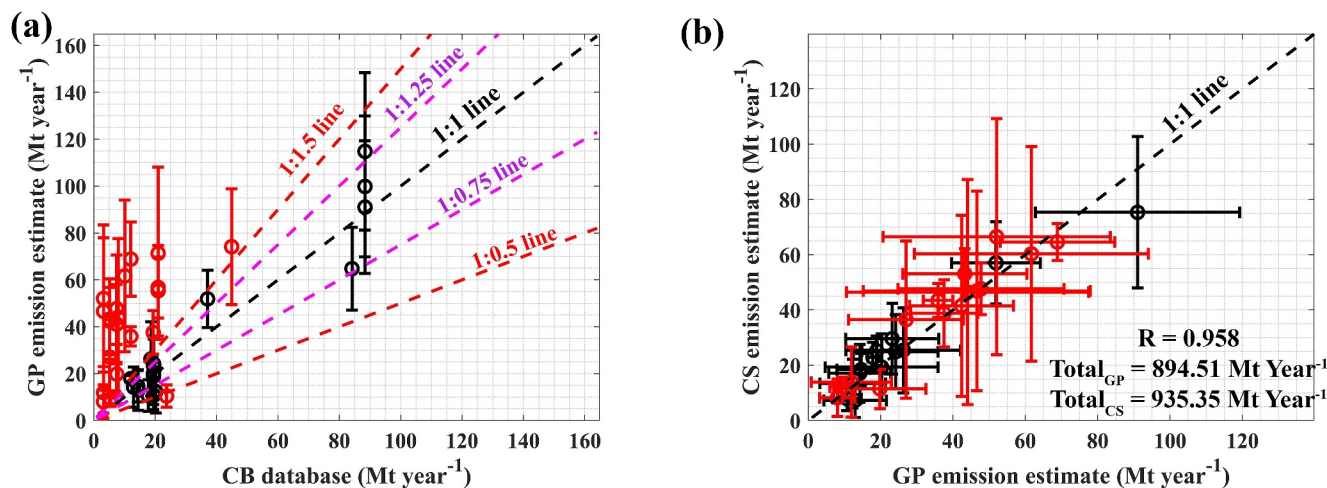 (a)
GP emission estimate (Mt year⁻¹)
160
140
120
100
80
60
40
20
0
1:1.5 line
1:1.25 line
1:1 line
1:0.75 line
1:0.5 line
0 20 40 60 80 100 120 140 160
CB database (Mt year⁻¹)
(b)
CS emission estimate (Mt year⁻¹)
120
100
80
60
40
20
0
1:1 line
R = 0.958
Total_GP = 894.51 Mt Year⁻¹
Total_CS = 935.35 Mt Year⁻¹
0 20 40 60 80 100 120
GP emission estimate (Mt year⁻¹)